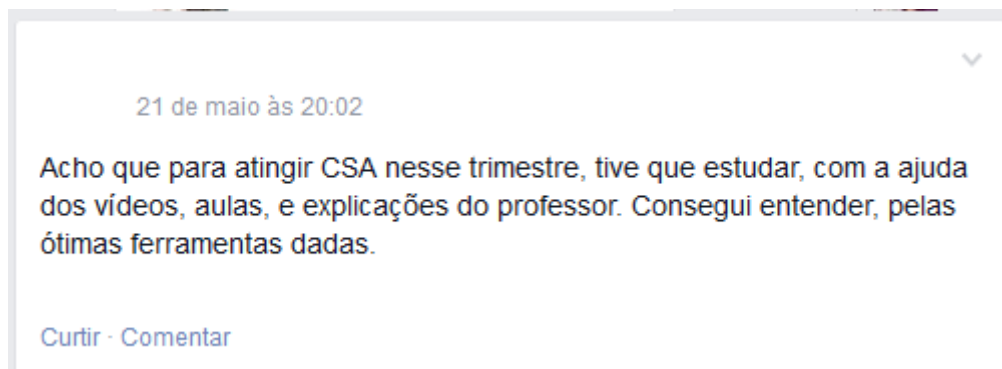 21 de maio às 20:02
Acho que para atingir CSA nesse trimestre, tive que estudar, com a ajuda
dos vídeos, aulas, e explicações do professor. Consegui entender, pelas
ótimas ferramentas dadas.
Curtir · Comentar